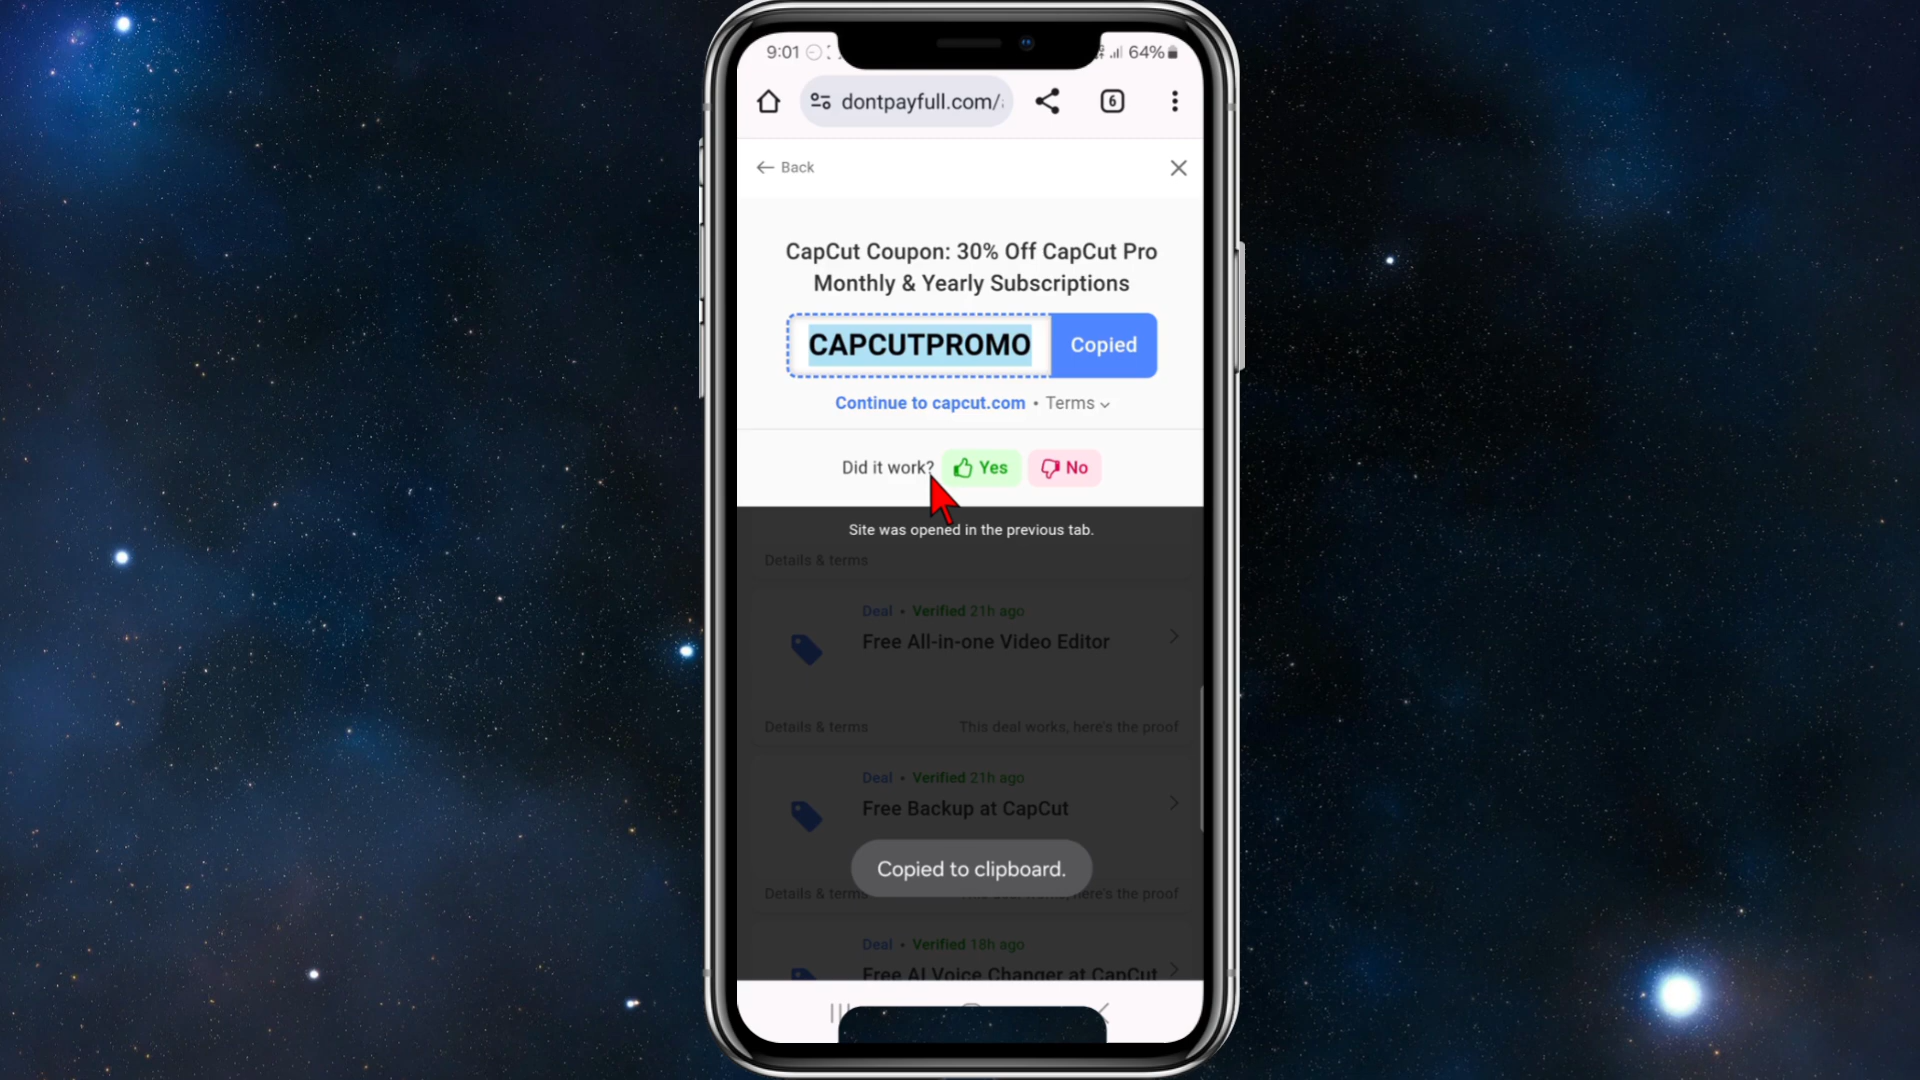 9:01
64%
dontpayfull.com/
6
Back
CapCut Coupon: 30% Off CapCut Pro
Monthly & Yearly Subscriptions
CAPCUTPROMO
Copied
Continue to capcut.com • Terms
Did it work?
Yes
No
Site was opened in the previous tab.
Details & terms
Deal • Verified 21h ago
Free All-in-one Video Editor
Details & terms
This deal works, here's the proof
Deal • Verified 21h ago
Free Backup at CapCut
Copied to clipboard.
Details & terms
here's the proof
Deal • Verified 18h ago
Free AI Voice Changer at CapCut